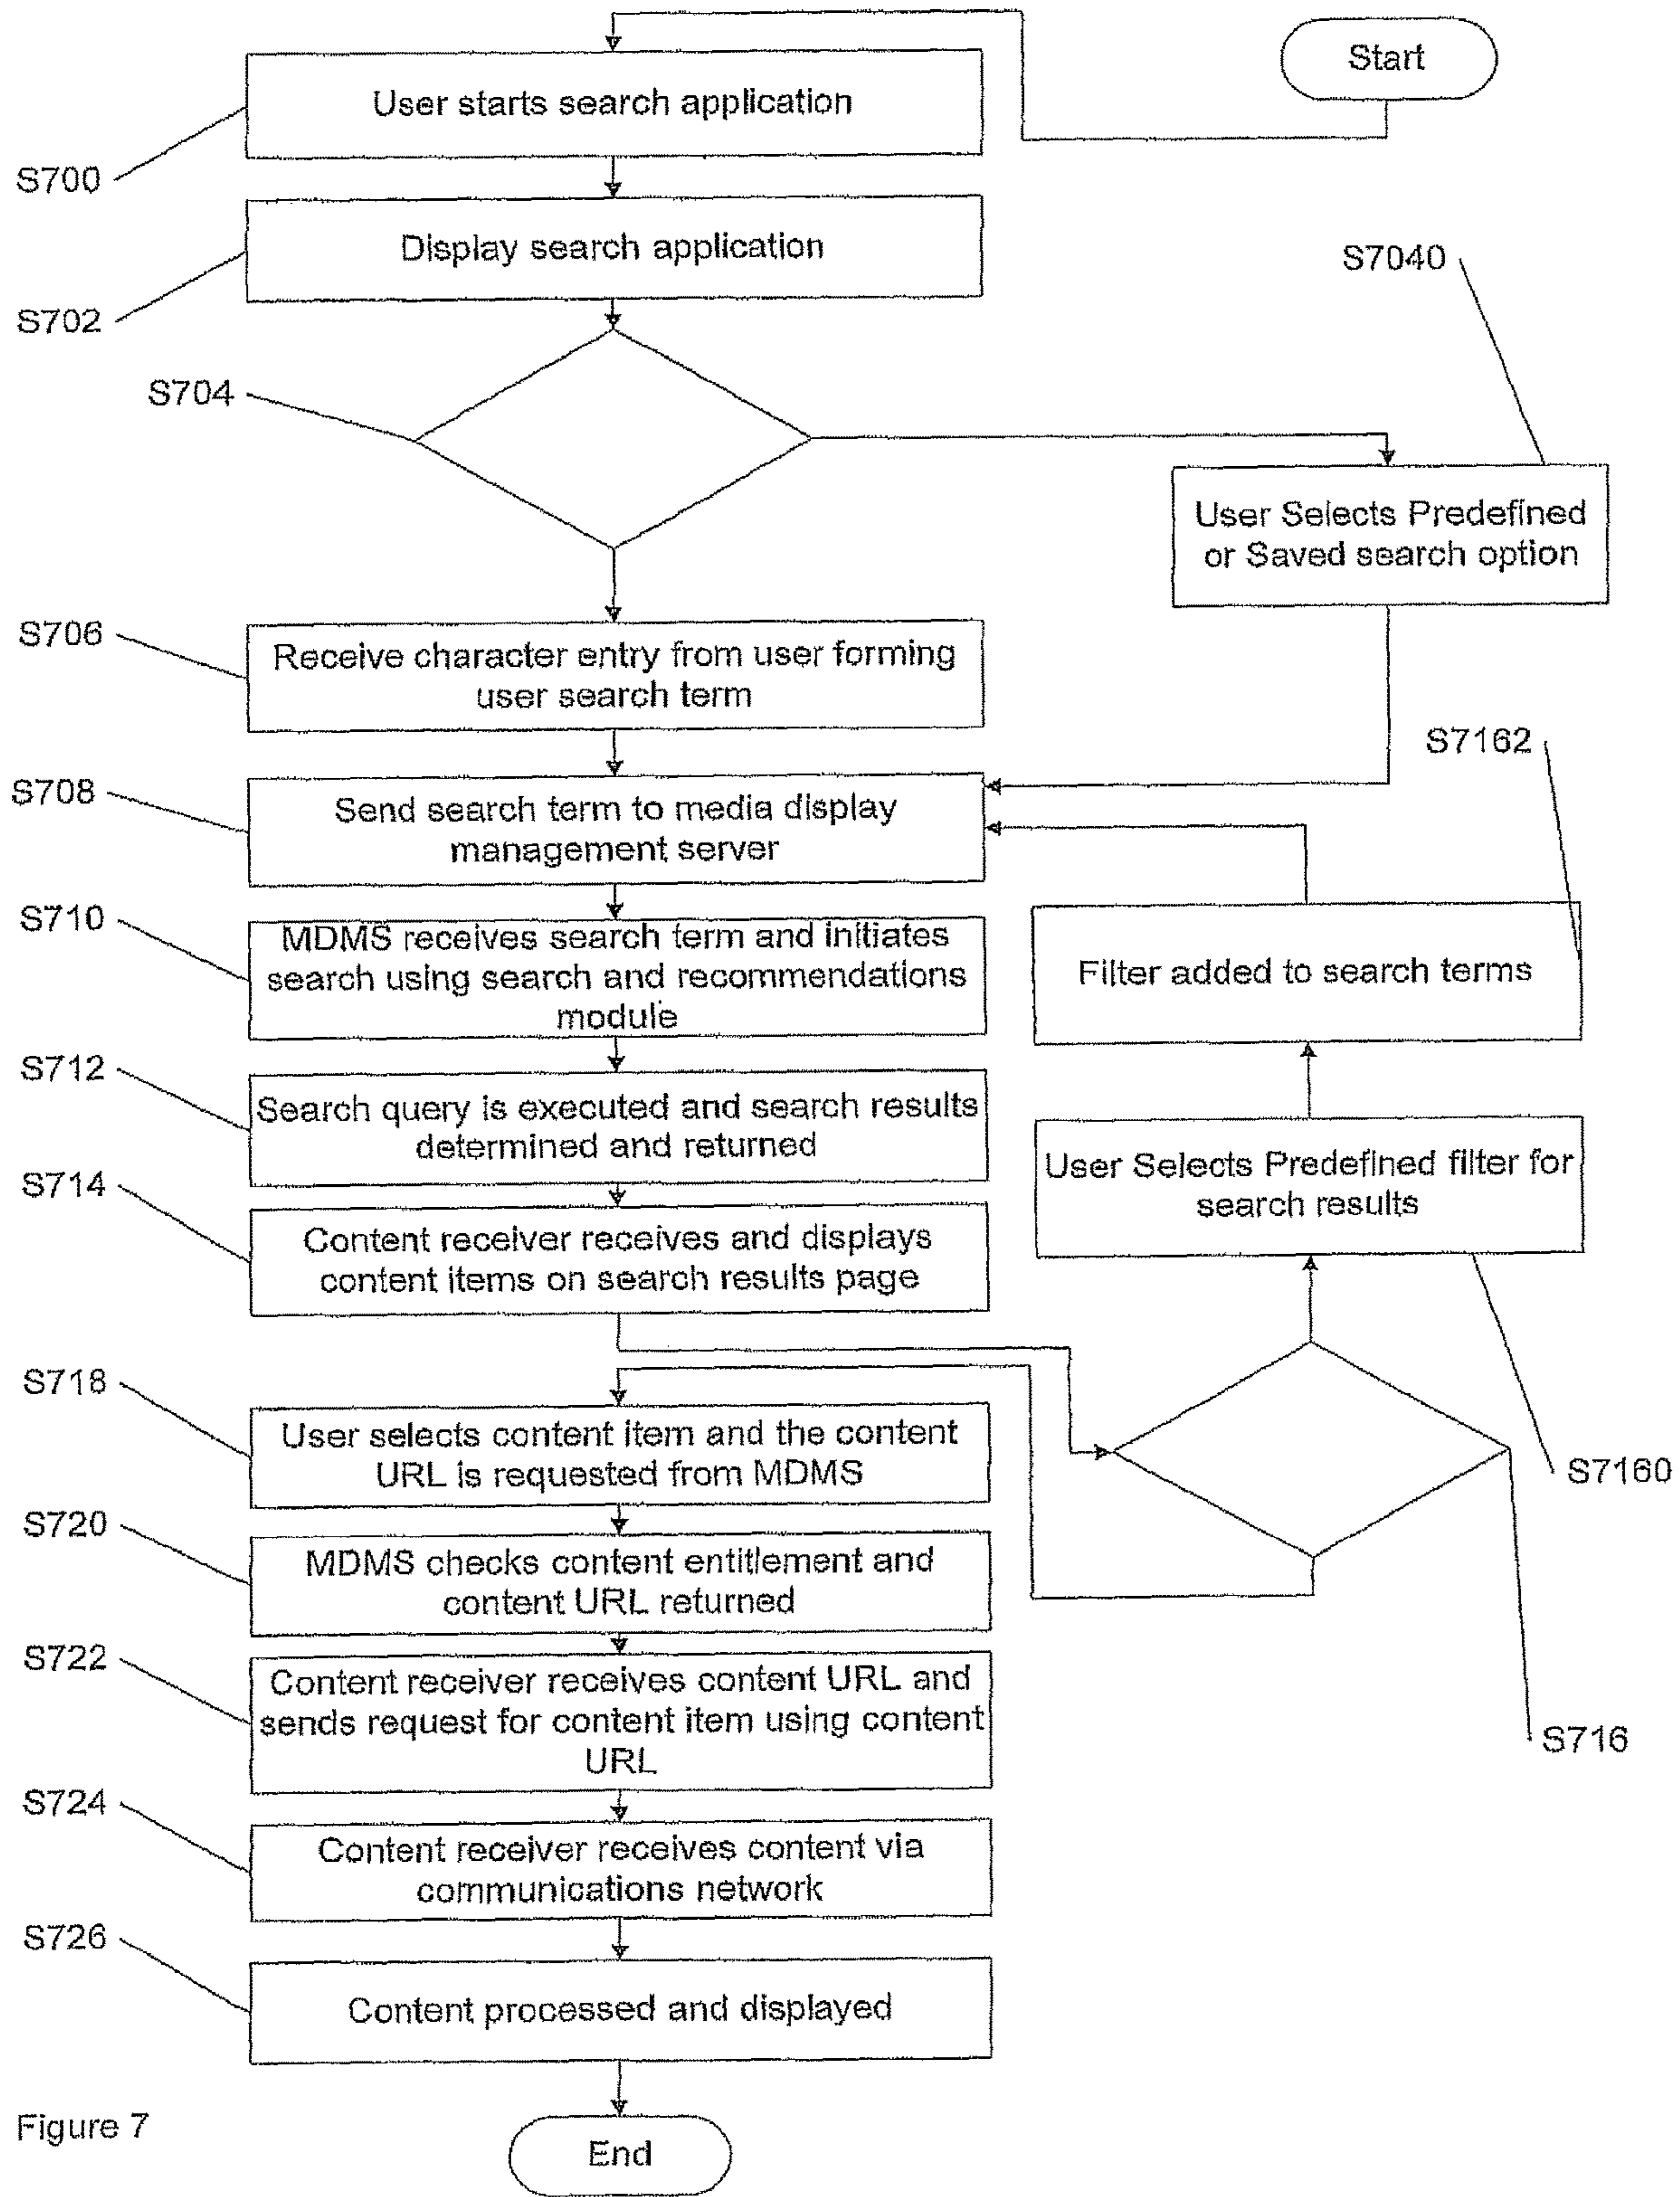 Start
User starts search application
S700
Display search application
S702
S7040
S704
User Selects Predefined
or Saved search option
S706
Receive character entry from user forming
user search term
S7162
S708
Send search term to media display
management server
S710
MDMS receives search term and initiates
search using search and recommendations
module
Filter added to search terms
S712
Search query is executed and search results
determined and returned
User Selects Predefined filter for
search results
S714
Content receiver receives and displays
content items on search results page
S718
User selects content item and the content
URL is requested from MDMS
S7160
S720
MDMS checks content entitlement and
content URL returned
S722
Content receiver receives content URL and
sends request for content item using content
URL
S716
S724
Content receiver receives content via
communications network
S726
Content processed and displayed
Figure 7
End